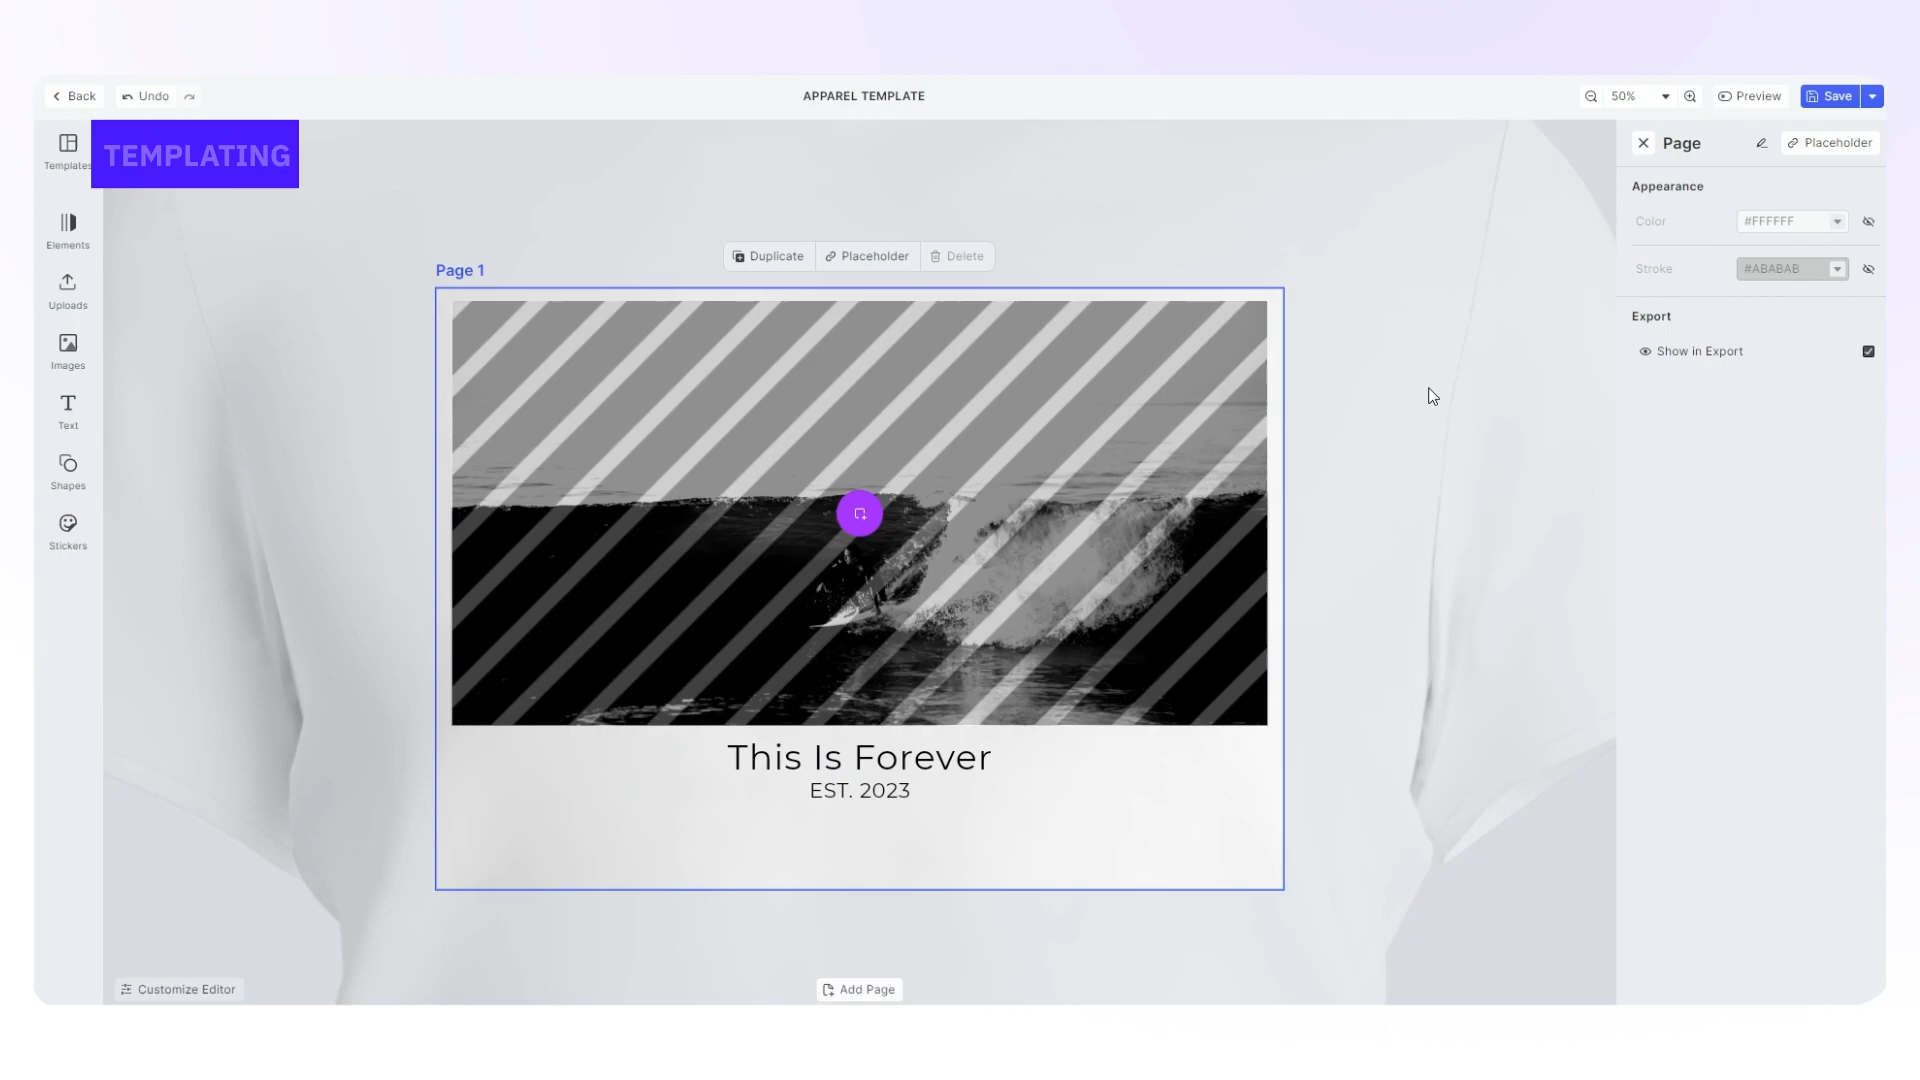 Back
Undo
APPAREL TEMPLATE
50%
Preview
Save
Templates
TEMPLATING
Elements
Uploads
Images
Text
Shapes
Stickers
Page 1
Duplicate
Placeholder
Delete
This Is Forever
EST. 2023
Customize Editor
Add Page
Page
Placeholder
Appearance
Color
#FFFFFF
Stroke
#ABABAB
Export
Show in Export